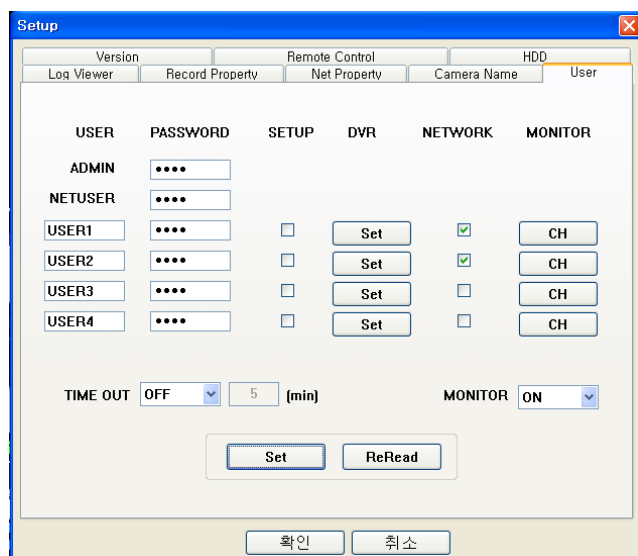 Setup
Version Remote Control HDD
Log Viewer Record Property Net Property Camera Name User
USER PASSWORD SETUP DVR NETWORK MONITOR
ADMIN ••••
NETUSER ••••
USER1 •••• Set CH
USER2 •••• Set CH
USER3 •••• Set CH
USER4 •••• Set CH
TIME OUT OFF 5 (min) MONITOR ON
Set ReRead
확인 취소